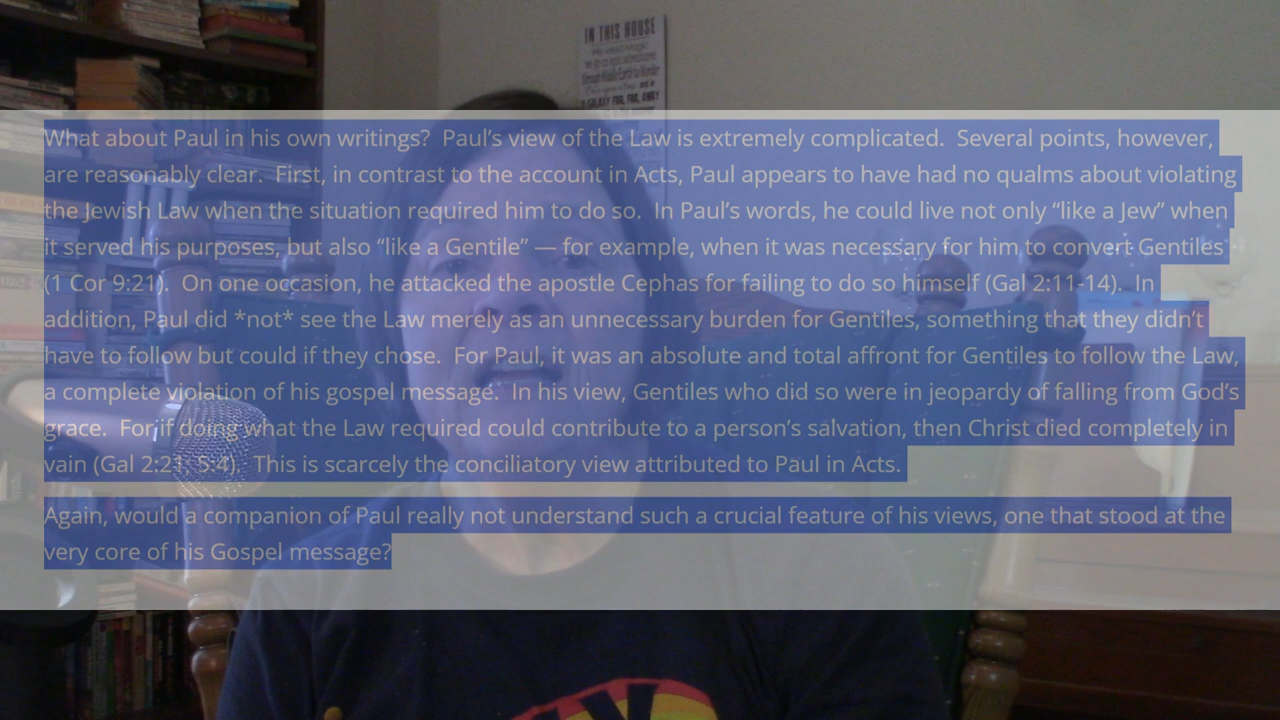 IN THIS HOUSE
What about Paul in his own writings? Paul's view of the Law is extremely complicated. Several points, however,
are reasonably clear. First, in contrast to the account in Acts, Paul appears to have had no qualms about violating
the Jewish Law when the situation required him to do so. In Paul's words, he could live not only “like a Jew” when
it served his purposes, but also “like a Gentile” — for example, when it was necessary for him to convert Gentiles
(1 Cor 9:21). On one occasion, he attacked the apostle Cephas for failing to do so himself (Gal 2:11-14). In
addition, Paul did *not* see the Law merely as an unnecessary burden for Gentiles, something that they didn't
have to follow but could if they chose. For Paul, it was an absolute and total affront for Gentiles to follow the Law,
a complete violation of his gospel message. In his view, Gentiles who did so were in jeopardy of falling from God's
grace. For if doing what the Law required could contribute to a person's salvation, then Christ died completely in
vain (Gal 2:21; 5:4). This is scarcely the conciliatory view attributed to Paul in Acts.
Again, would a companion of Paul really not understand such a crucial feature of his views, one that stood at the
very core of his Gospel message?